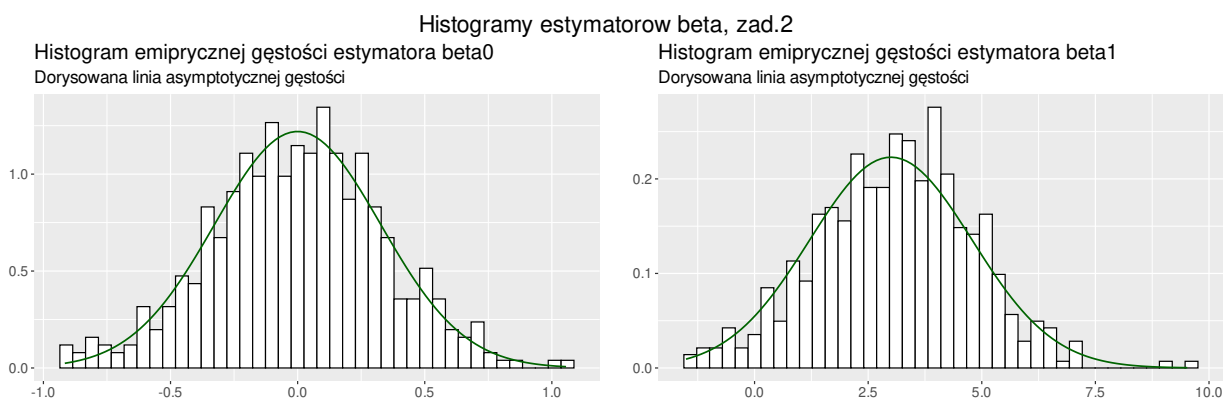 Histogramy estymatorow beta, zad.2
Histogram emiprycznej gęstości estymatora beta0
Dorysowana linia asymptotycznej gęstości
1.0
0.5
0.0
-1.0 -0.5 0.0 0.5 1.0
Histogram emiprycznej gęstości estymatora beta1
Dorysowana linia asymptotycznej gęstości
0.2
0.1
0.0
0.0 2.5 5.0 7.5 10.0